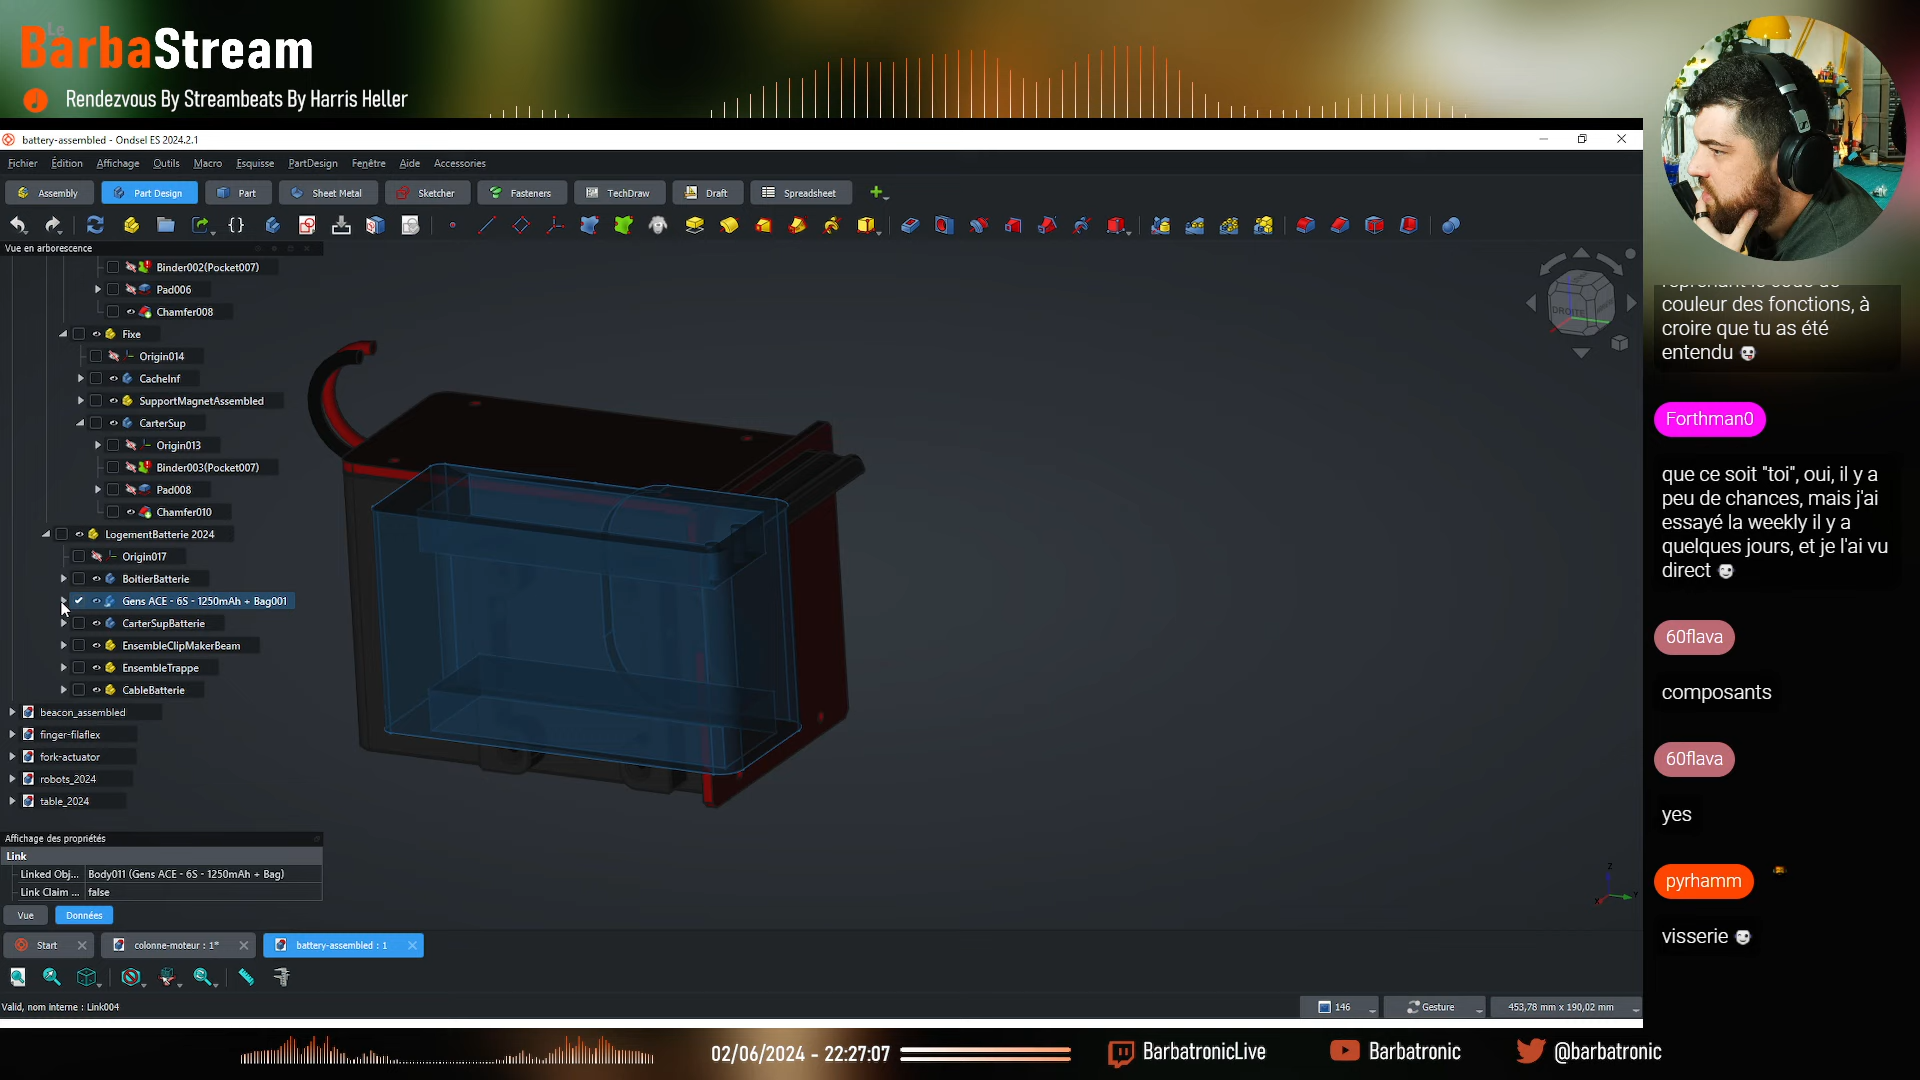 Le
BarbaStream
Rendezvous By Streambeats By Harris Heller
battery-assembled - Ondsel ES 2024.2.1
Fichier Édition Affichage Outils Macro Esquisse PartDesign Fenêtre Aide Accessories
Assembly Part Design Part Sheet Metal Sketcher Fasteners TechDraw Draft Spreadsheet
Vue en arborescence
Binder002(Pocket007)
Pad006
Chamfer008
Fixe
Origin014
CacheInf
SupportMagnetAssembled
CarterSup
Origin013
Binder003(Pocket007)
Pad008
Chamfer010
LogementBatterie 2024
Origin017
BoitierBatterie
Gens ACE - 6S - 1250mAh + Bag001
CarterSupBatterie
EnsembleClipMakerBeam
EnsembleTrappe
CableBatterie
beacon_assembled
finger-filaflex
fork-actuator
robots_2024
table_2024
Affichage des propriétés
Link
Linked Obj... Body011 (Gens ACE - 6S - 1250mAh + Bag)
Link Claim ... false
Vue Données
Start colonne-moteur : 1* battery-assembled : 1
Valid, nom interne : Link004
146 Gesture 453,78 mm x 190,02 mm
DROITE
Z
couleur des fonctions, à
croire que tu as été
entendu
Forthman0
que ce soit "toi", oui, il y a
peu de chances, mais j'ai
essayé la weekly il y a
quelques jours, et je l'ai vu
direct
60flava
composants
60flava
yes
pyrhamm
visserie
02/06/2024 - 22:27:07
BarbatronicLive
Barbatronic
@barbatronic